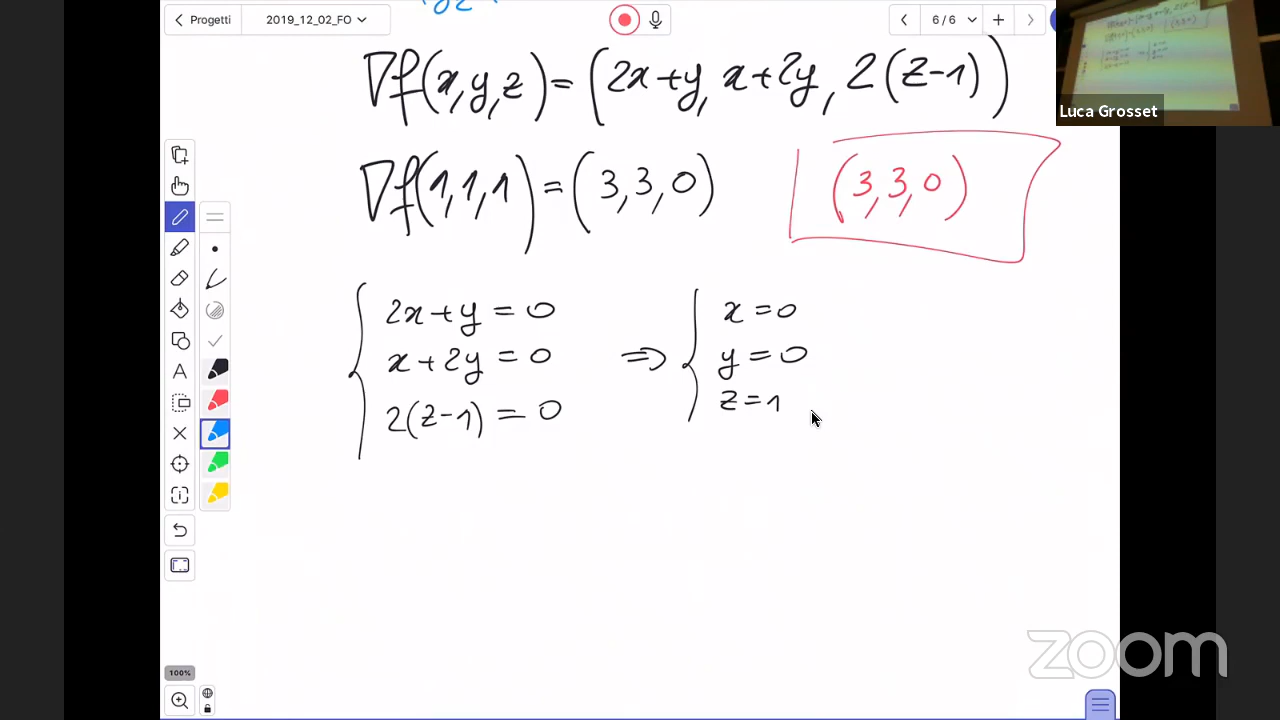 Progetti
2019_12_02_FO
6/6
Luca Grosset
∇f(x,y,z)=(2x+y, x+2y, 2(z-1))
∇f(1,1,1)=(3,3,0)
(3,3,0)
2x+y=0
x+2y=0
2(z-1)=0
⇒
x=0
y=0
z=1
A
100%
zoom